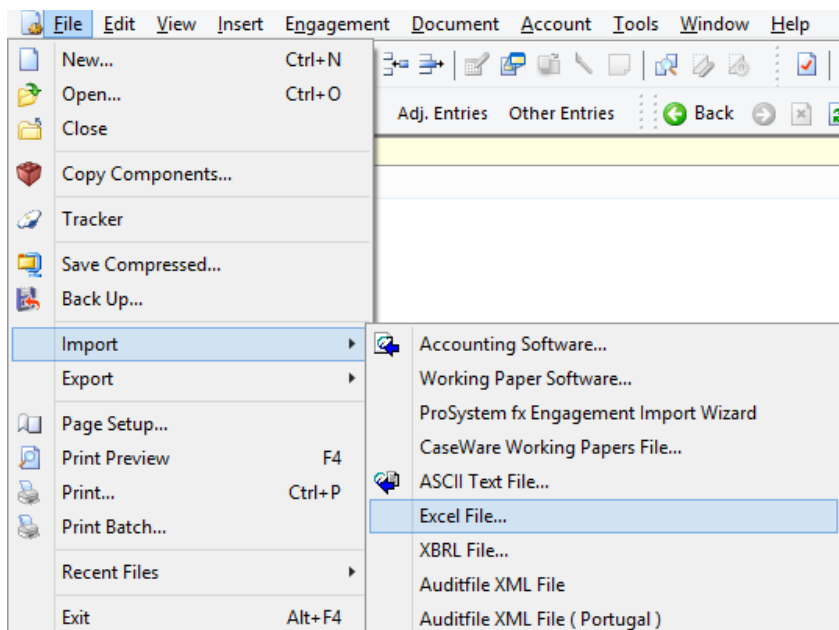 File Edit View Insert Engagement Document Account Tools Window Help
New... Ctrl+N
Open... Ctrl+O
Adj. Entries Other Entries Back
Close
Copy Components...
Tracker
Save Compressed...
Back Up...
Import
Export
Page Setup...
Print Preview F4
Print... Ctrl+P
Print Batch...
Recent Files
Exit Alt+F4
Accounting Software...
Working Paper Software...
ProSystem fx Engagement Import Wizard
CaseWare Working Papers File...
ASCII Text File...
Excel File...
XBRL File...
Auditfile XML File
Auditfile XML File ( Portugal )